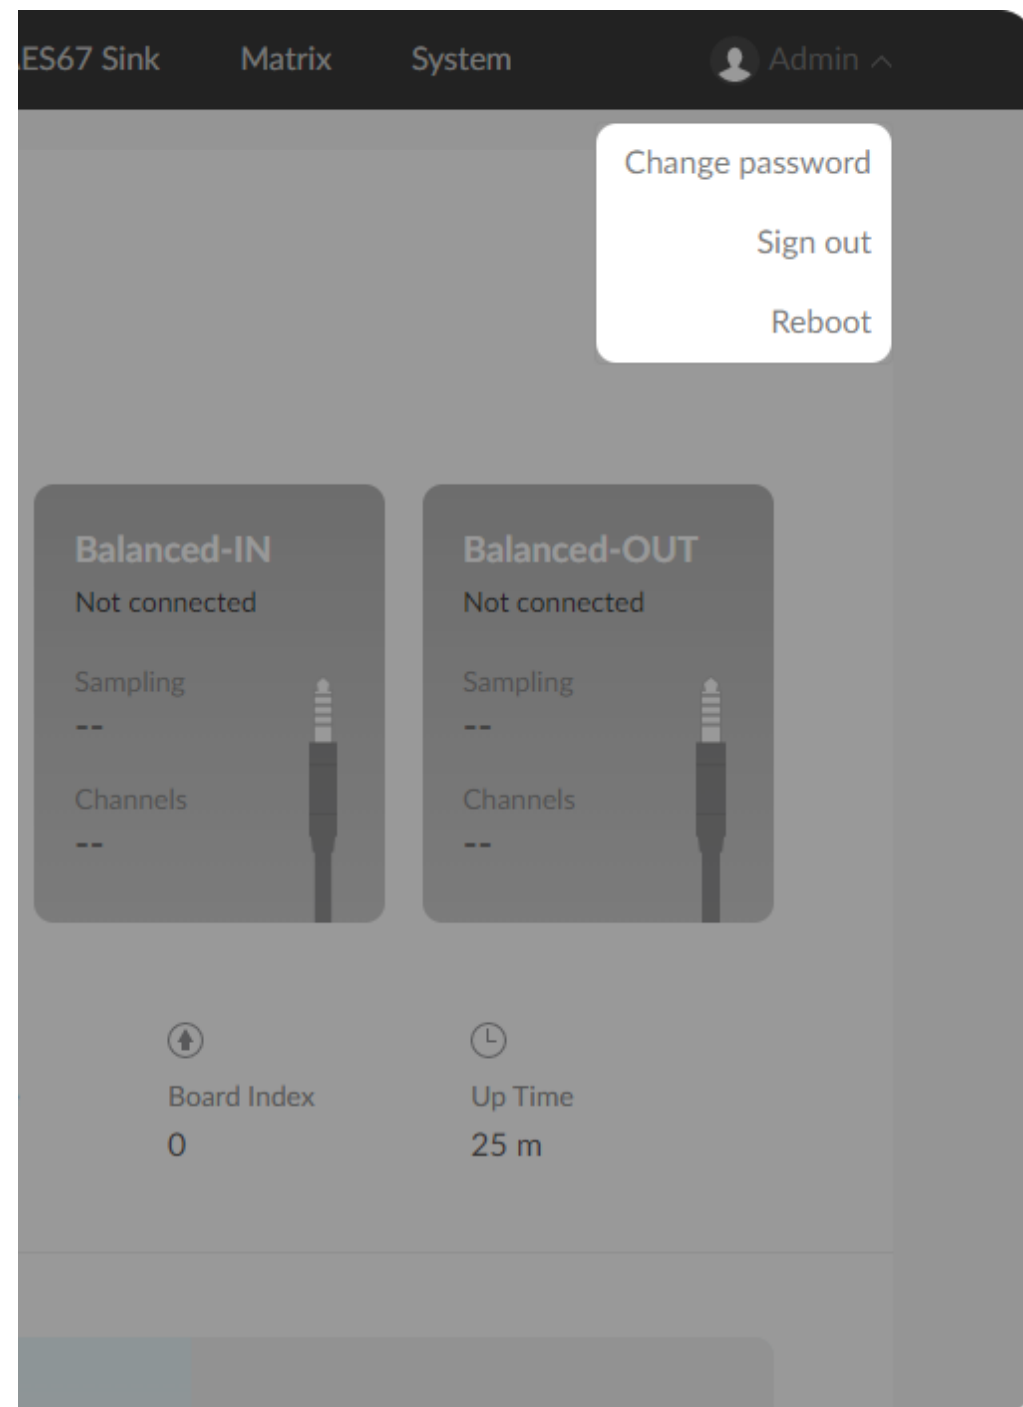 ES67 Sink Matrix System Admin
Change password
Sign out
Reboot
Balanced-IN
Not connected
Sampling
--
Channels
--
Balanced-OUT
Not connected
Sampling
--
Channels
--
Board Index
0
Up Time
25 m